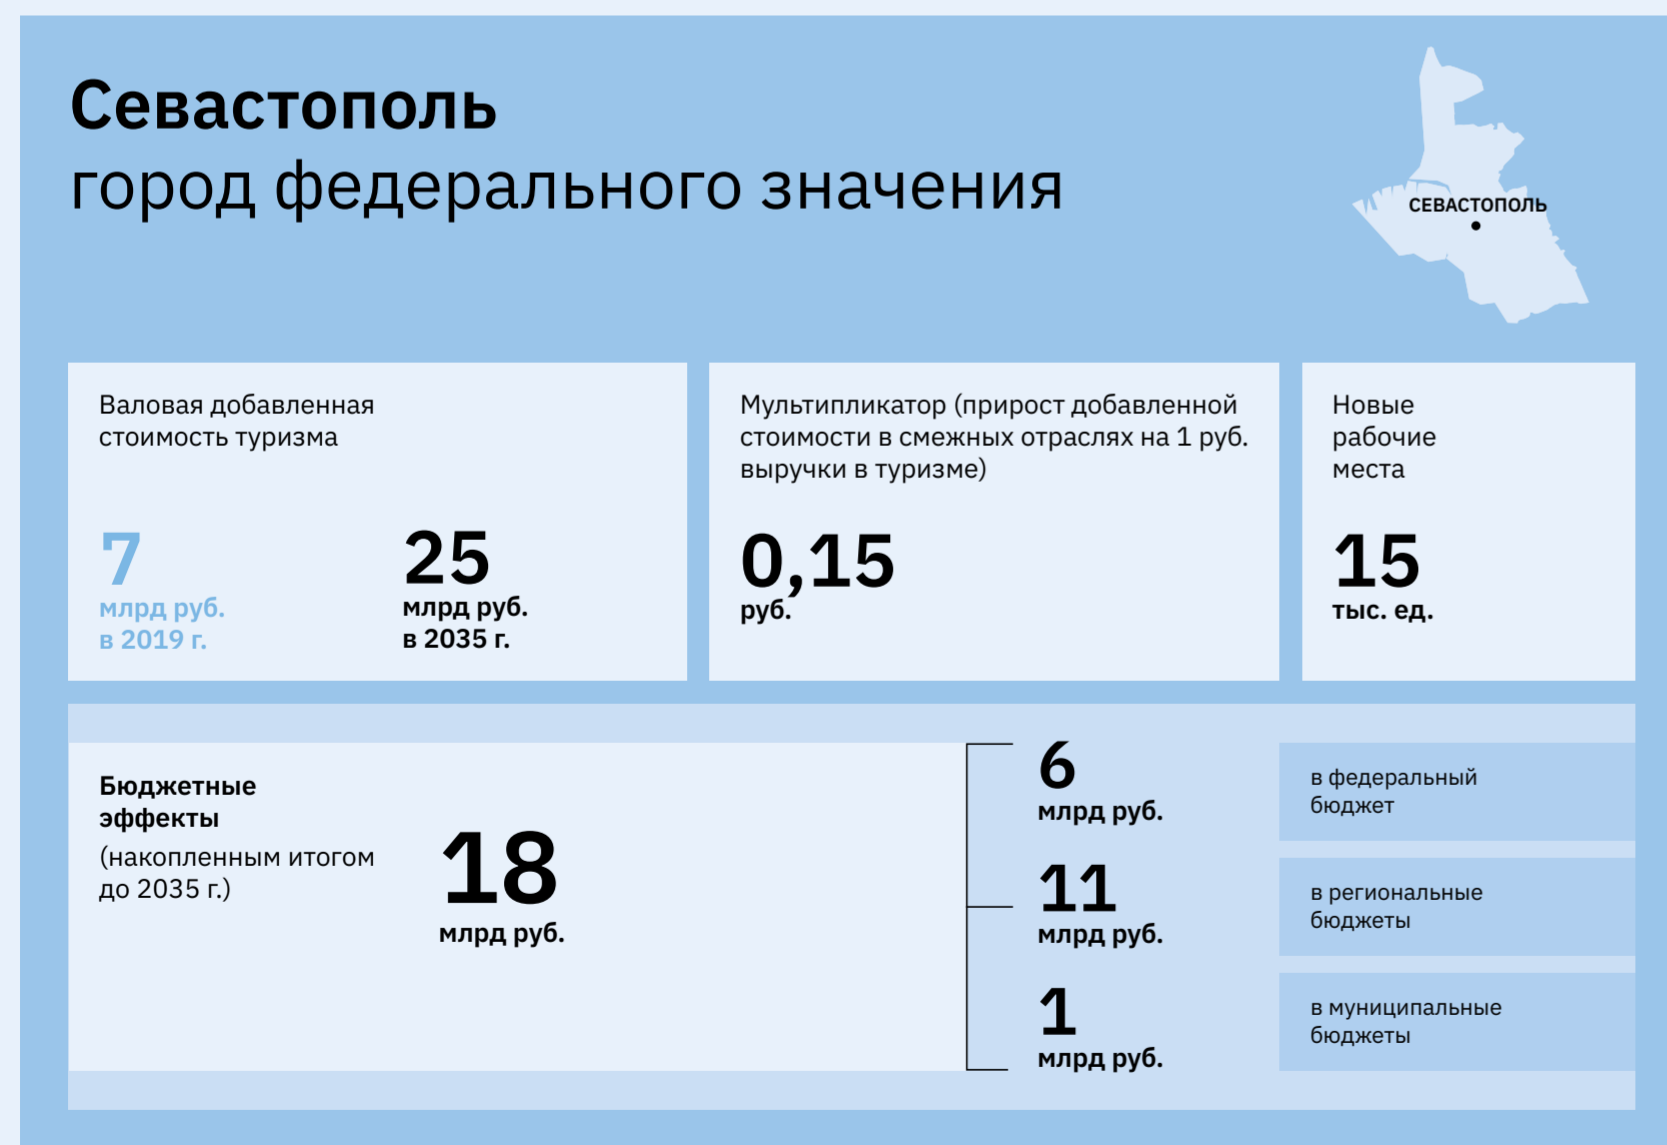 Севастополь
город федерального значения
СЕВАСТОПОЛЬ
Валовая добавленная
стоимость туризма
7
млрд руб.
в 2019 г.
25
млрд руб.
в 2035 г.
Мультипликатор (прирост добавленной
стоимости в смежных отраслях на 1 руб.
выручки в туризме)
0,15
руб.
Новые
рабочие
места
15
тыс. ед.
Бюджетные
эффекты
(накопленным итогом
до 2035 г.)
18
млрд руб.
6
млрд руб.
в федеральный
бюджет
11
млрд руб.
в региональные
бюджеты
1
млрд руб.
в муниципальные
бюджеты